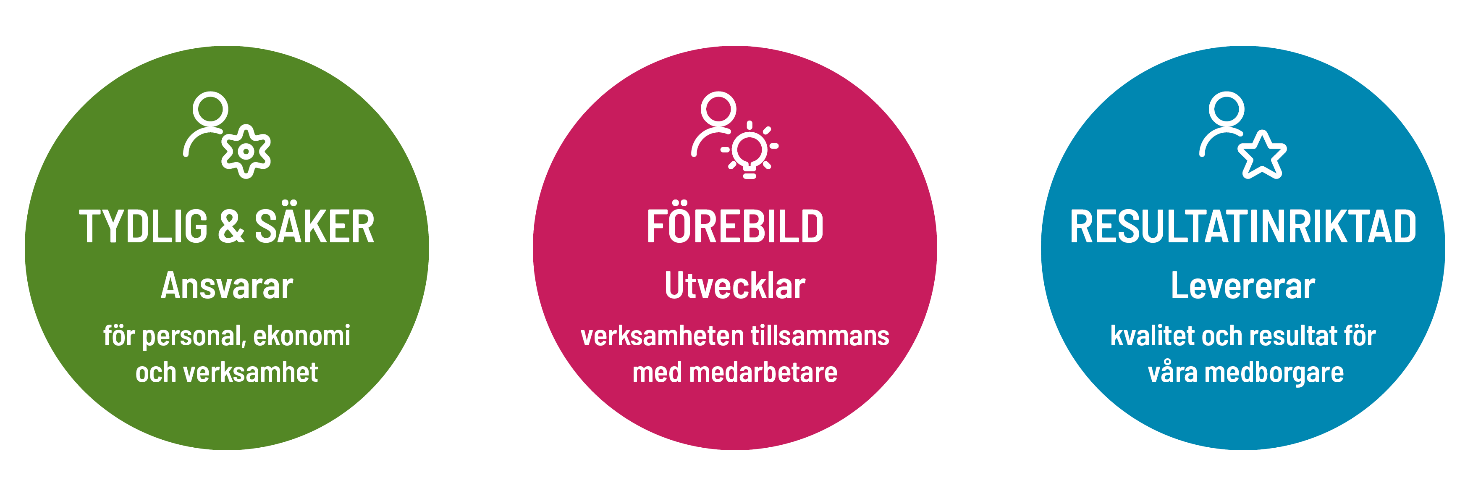 TYDLIG & SÄKER
Ansvarar
för personal, ekonomi
och verksamhet
FÖREBILD
Utvecklar
verksamheten tillsammans
med medarbetare
RESULTATINRIKTAD
Levererar
kvalitet och resultat för
våra medborgare